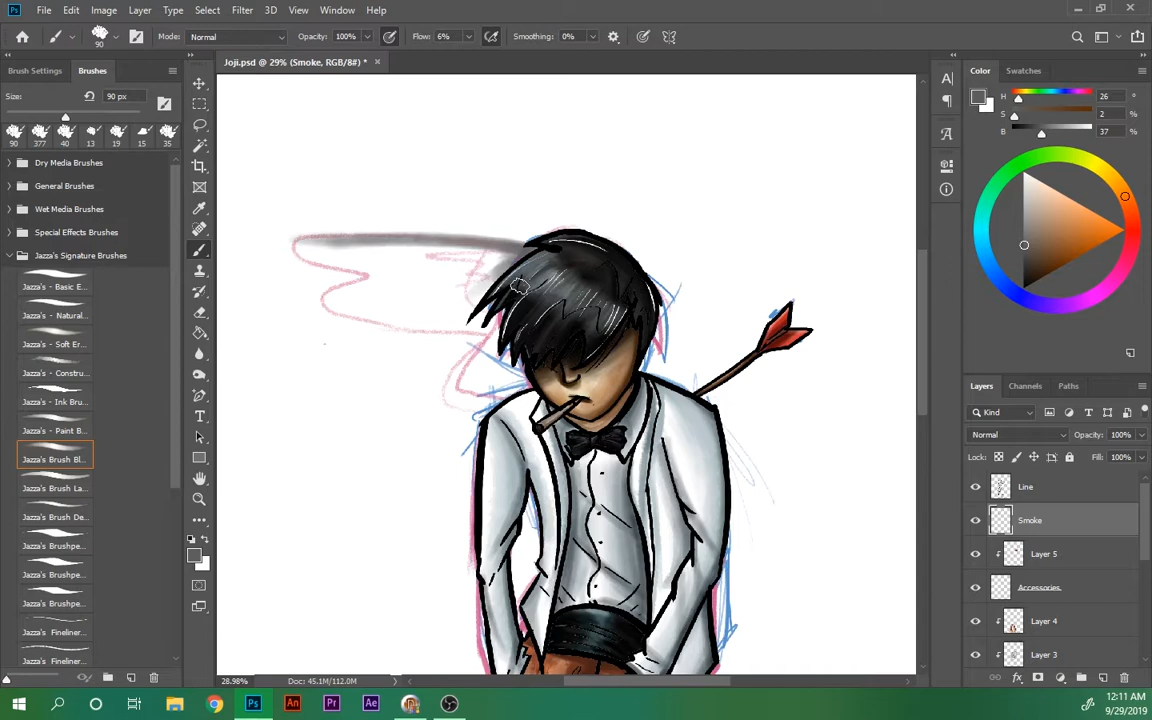 Ps File Edit Image Layer Type Select Filter 3D View Window Help
90 Mode: Normal Opacity: 100% Flow: 6% Smoothing: 0%
Brush Settings Brushes
Joji.psd @ 29% (Smoke, RGB/8#) * ×
Color Swatches
Size: 90 px
H 26 °
S 2 %
B 37 %
90 377 40 13 19 15 35
Dry Media Brushes
General Brushes
Wet Media Brushes
Special Effects Brushes
Jazza's Signature Brushes
Jazza's - Basic E...
Jazza's - Natural...
Jazza's - Soft Er...
Jazza's - Constru...
Jazza's - Ink Bru...
Jazza's - Paint B...
Jazza's Brush Bl...
Jazza's Brush La...
Jazza's Brush De...
Jazza's Brushpe...
Jazza's Brushpe...
Jazza's Brushpe...
Jazza's Fineliner...
Jazza's Fineliner...
Layers Channels Paths
Kind
Normal Opacity: 100%
Lock: Fill: 100%
Line
Smoke
Layer 5
Accessories
Layer 4
Layer 3
28.98% Doc: 45.1M/112.0M
Ps An Pr Ae
12:11 AM
9/29/2019